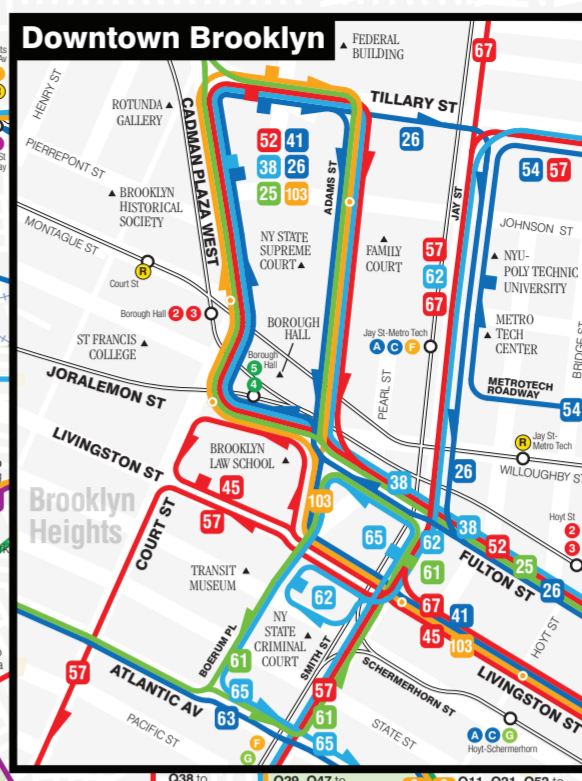 Downtown Brooklyn
FEDERAL
BUILDING
67
HENRY ST
ROTUNDA
GALLERY
CADMAN PLAZA WEST
TILLARY ST
26
52 41
38 26
25 103
ADAMS ST
JAY ST
54 57
PIERREPONT ST
BROOKLYN
HISTORICAL
SOCIETY
MONTAGUE ST
R
Court St
NY STATE
SUPREME
COURT
FAMILY
COURT
57
62
67
JOHNSON ST
NYU-
POLY TECHNIC
UNIVERSITY
Borough Hall 2 3
ST FRANCIS
COLLEGE
BOROUGH
HALL
Borough
Hall
5
4
Jay St-Metro Tech
A C F
METRO
TECH
CENTER
BRIDGE ST
METROTECH
ROADWAY
54
PEARL ST
JORALEMON ST
R
Jay St-
Metro Tech
WILLOUGHBY ST
LIVINGSTON ST
BROOKLYN
LAW SCHOOL
45
57
Brooklyn
Heights
103
38
26
38
52
25
26
Hoyt St
2
3
COURT ST
65
62
61
FULTON ST
TRANSIT
MUSEUM
62
67 41
45 103
HOYT ST
NY
STATE
CRIMINAL
COURT
BOERUM PL
SMITH ST
SCHERMERHORN ST
LIVINGSTON ST
57
61
65
57
61
65
ATLANTIC AV
63
PACIFIC ST
F
G
STATE ST
A C G
Hoyt-Schermerhorn
Q38 to
Q29, Q47 to